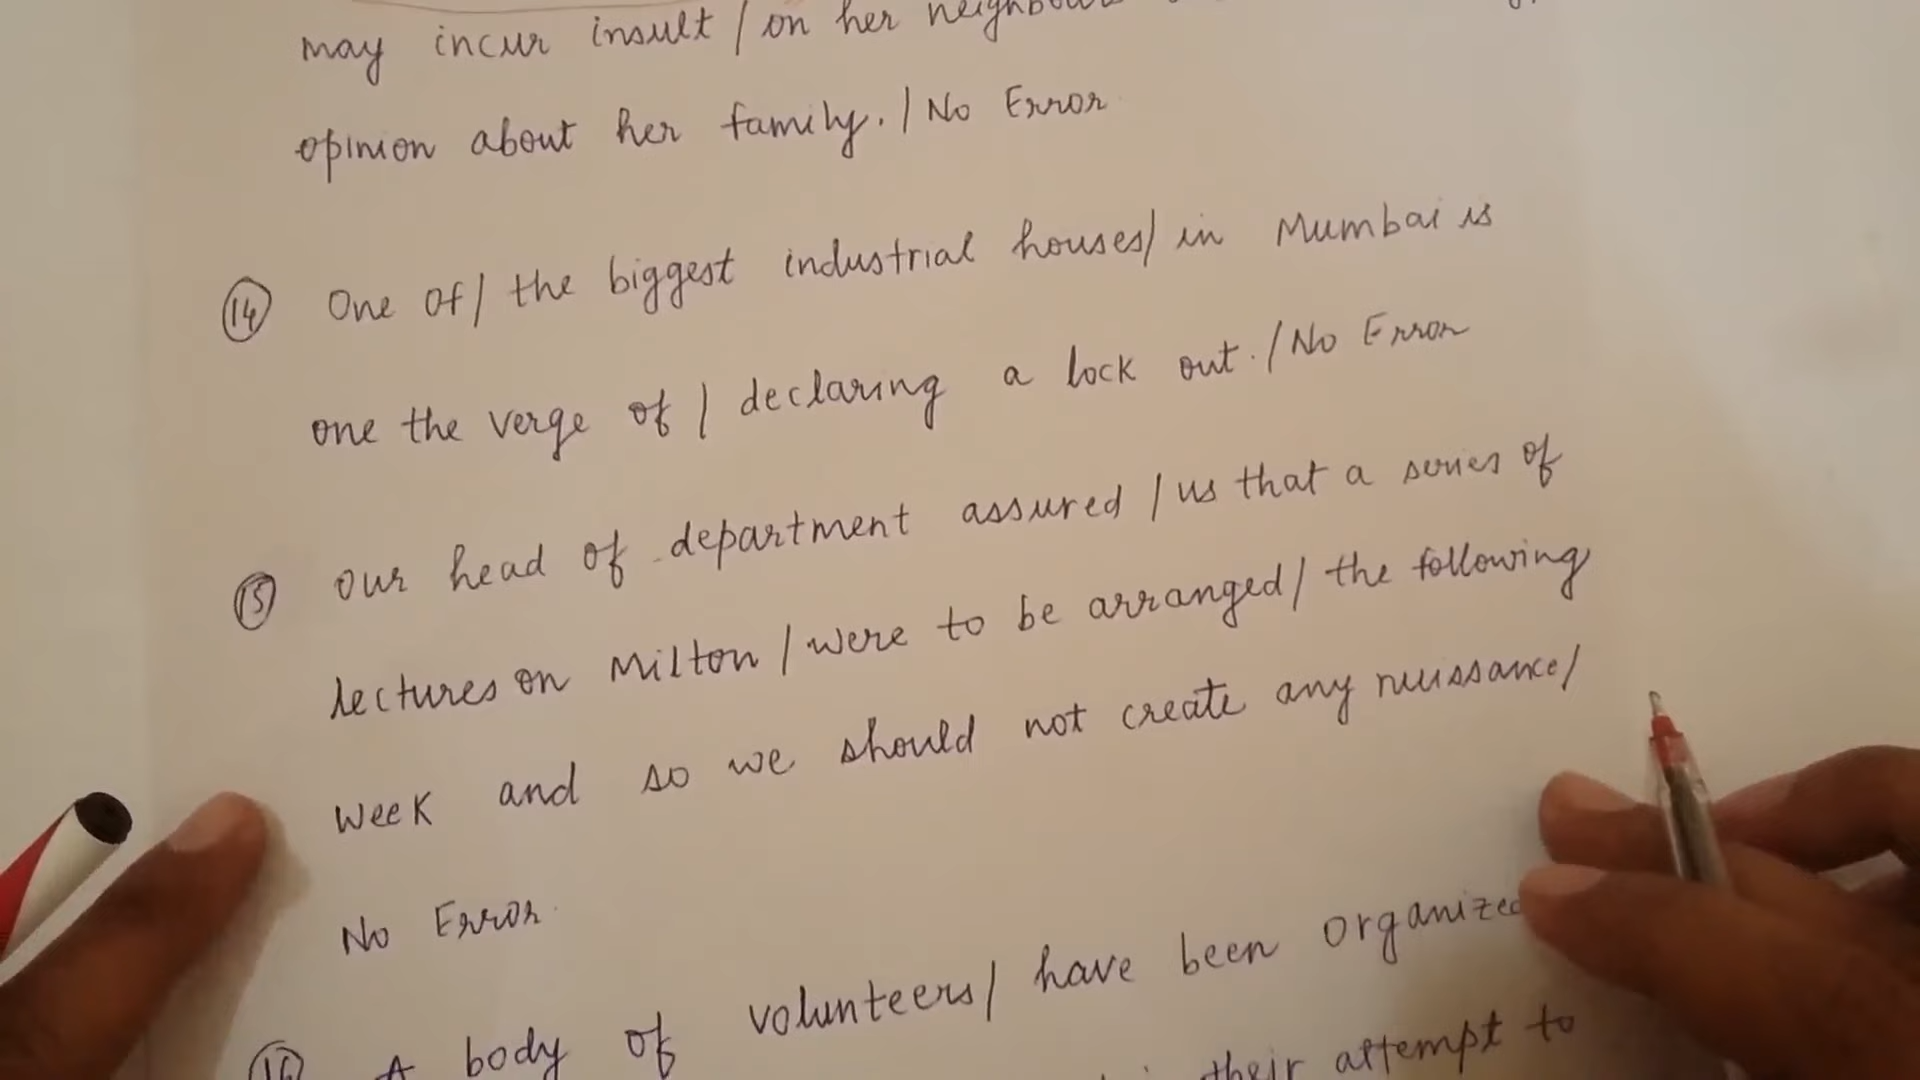 may incur insult / on her
opinion about her family. / No Error
14 One Of / the biggest industrial houses / in Mumbai is
one the verge of / declaring a lock out. / No Error
15 Our head of department assured / us that a series of
lectures on Milton / were to be arranged / the following
week and so we should not create any nuissance /
No Error.
16 A body of volunteers / have been organized
their attempt to